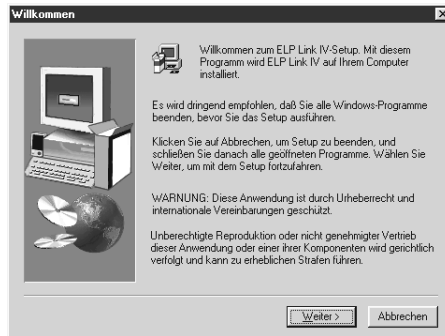 Willkommen
Willkommen zum ELP Link IV-Setup. Mit diesem
Programm wird ELP Link IV auf Ihrem Computer
installiert.
Es wird dringend empfohlen, daß Sie alle Windows-Programme
beenden, bevor Sie das Setup ausführen.
Klicken Sie auf Abbrechen, um Setup zu beenden, und
schließen Sie danach alle geöffneten Programme. Wählen Sie
Weiter, um mit dem Setup fortzufahren.
WARNUNG: Diese Anwendung ist durch Urheberrecht und
internationale Vereinbarungen geschützt.
Unberechtigte Reproduktion oder nicht genehmigter Vertrieb
dieser Anwendung oder einer ihrer Komponenten wird gerichtlich
verfolgt und kann zu erheblichen Strafen führen.
Weiter >
Abbrechen